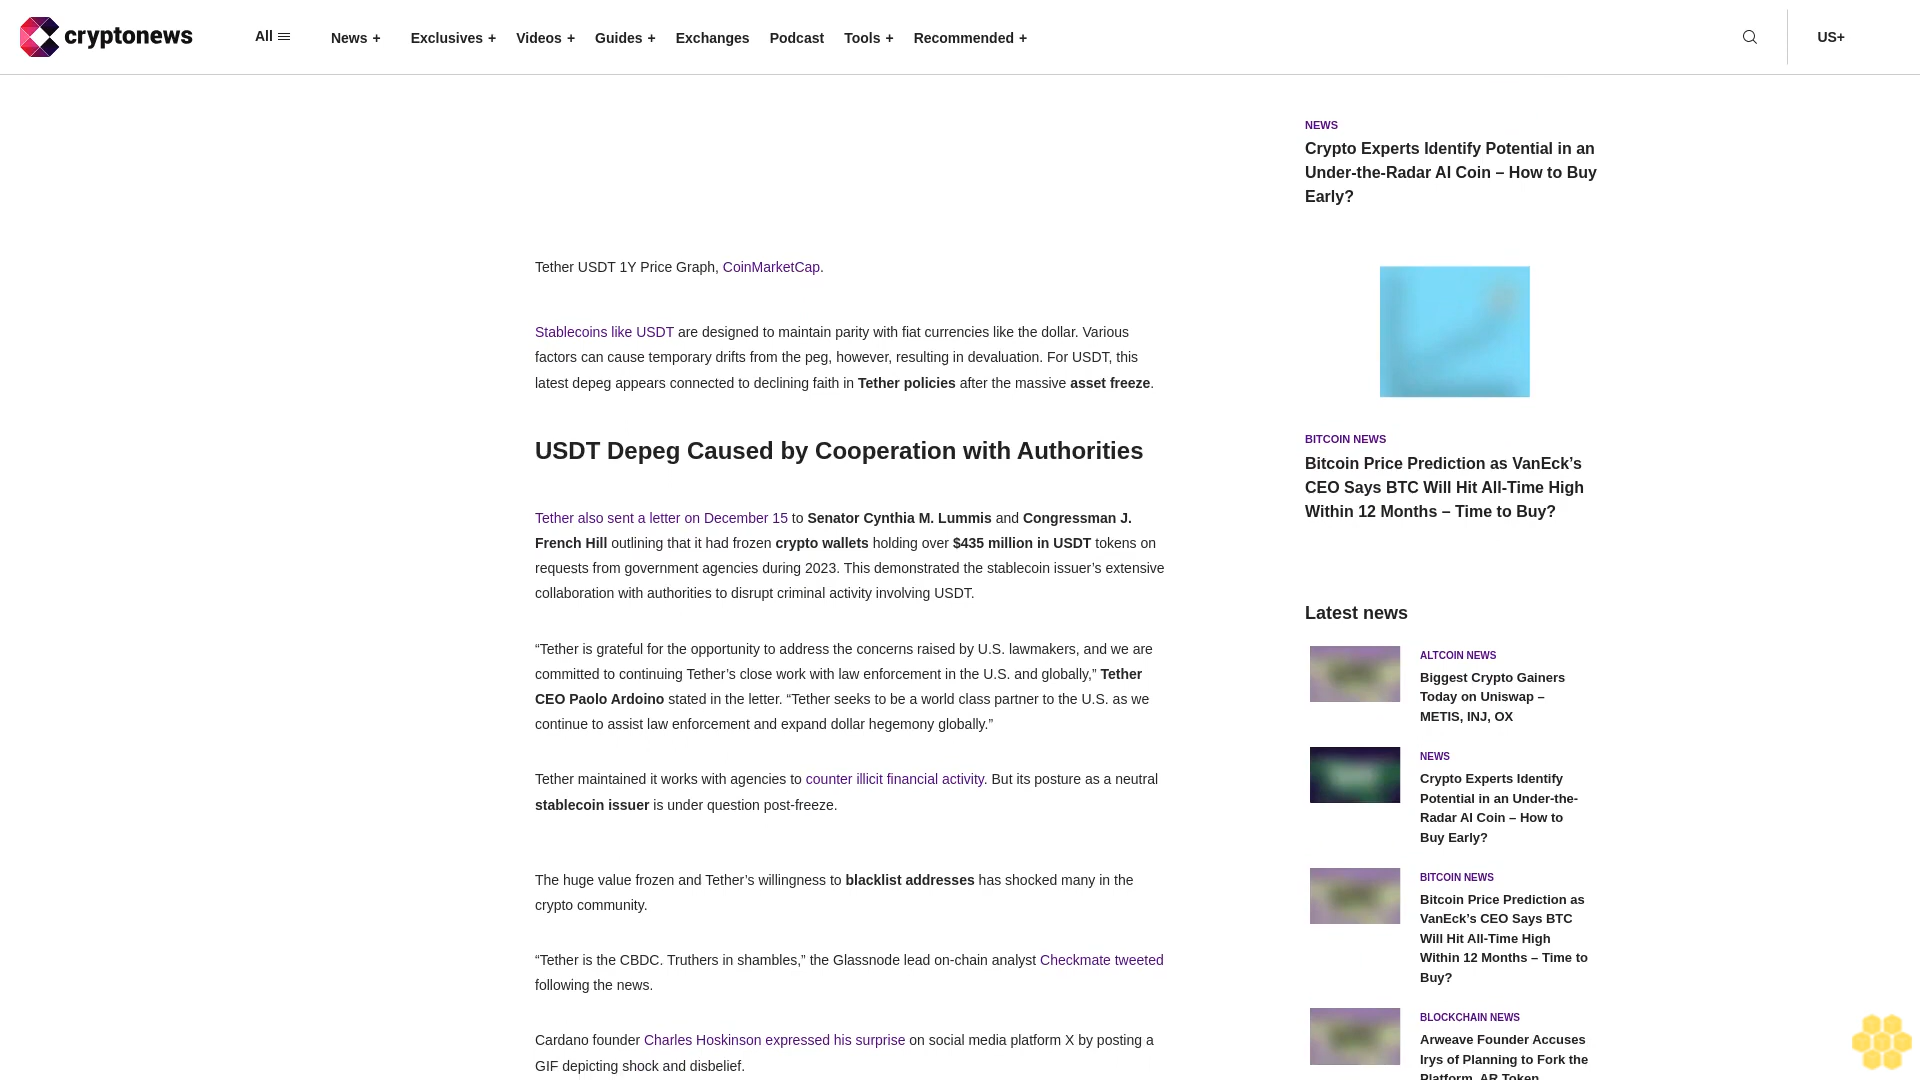 cryptonews
All
News +
Exclusives +
Videos +
Guides +
Exchanges
Podcast
Tools +
Recommended +
US+
Tether USDT 1Y Price Graph, CoinMarketCap.
Stablecoins like USDT are designed to maintain parity with fiat currencies like the dollar. Various
factors can cause temporary drifts from the peg, however, resulting in devaluation. For USDT, this
latest depeg appears connected to declining faith in Tether policies after the massive asset freeze.
USDT Depeg Caused by Cooperation with Authorities
Tether also sent a letter on December 15 to Senator Cynthia M. Lummis and Congressman J.
French Hill outlining that it had frozen crypto wallets holding over $435 million in USDT tokens on
requests from government agencies during 2023. This demonstrated the stablecoin issuer’s extensive
collaboration with authorities to disrupt criminal activity involving USDT.
“Tether is grateful for the opportunity to address the concerns raised by U.S. lawmakers, and we are
committed to continuing Tether’s close work with law enforcement in the U.S. and globally,” Tether
CEO Paolo Ardoino stated in the letter. “Tether seeks to be a world class partner to the U.S. as we
continue to assist law enforcement and expand dollar hegemony globally.”
Tether maintained it works with agencies to counter illicit financial activity. But its posture as a neutral
stablecoin issuer is under question post-freeze.
The huge value frozen and Tether’s willingness to blacklist addresses has shocked many in the
crypto community.
“Tether is the CBDC. Truthers in shambles,” the Glassnode lead on-chain analyst Checkmate tweeted
following the news.
Cardano founder Charles Hoskinson expressed his surprise on social media platform X by posting a
GIF depicting shock and disbelief.
NEWS
Crypto Experts Identify Potential in an
Under-the-Radar AI Coin – How to Buy
Early?
BITCOIN NEWS
Bitcoin Price Prediction as VanEck’s
CEO Says BTC Will Hit All-Time High
Within 12 Months – Time to Buy?
Latest news
ALTCOIN NEWS
Biggest Crypto Gainers
Today on Uniswap –
METIS, INJ, OX
NEWS
Crypto Experts Identify
Potential in an Under-the-
Radar AI Coin – How to
Buy Early?
BITCOIN NEWS
Bitcoin Price Prediction as
VanEck’s CEO Says BTC
Will Hit All-Time High
Within 12 Months – Time to
Buy?
BLOCKCHAIN NEWS
Arweave Founder Accuses
Irys of Planning to Fork the
Platform, AR Token